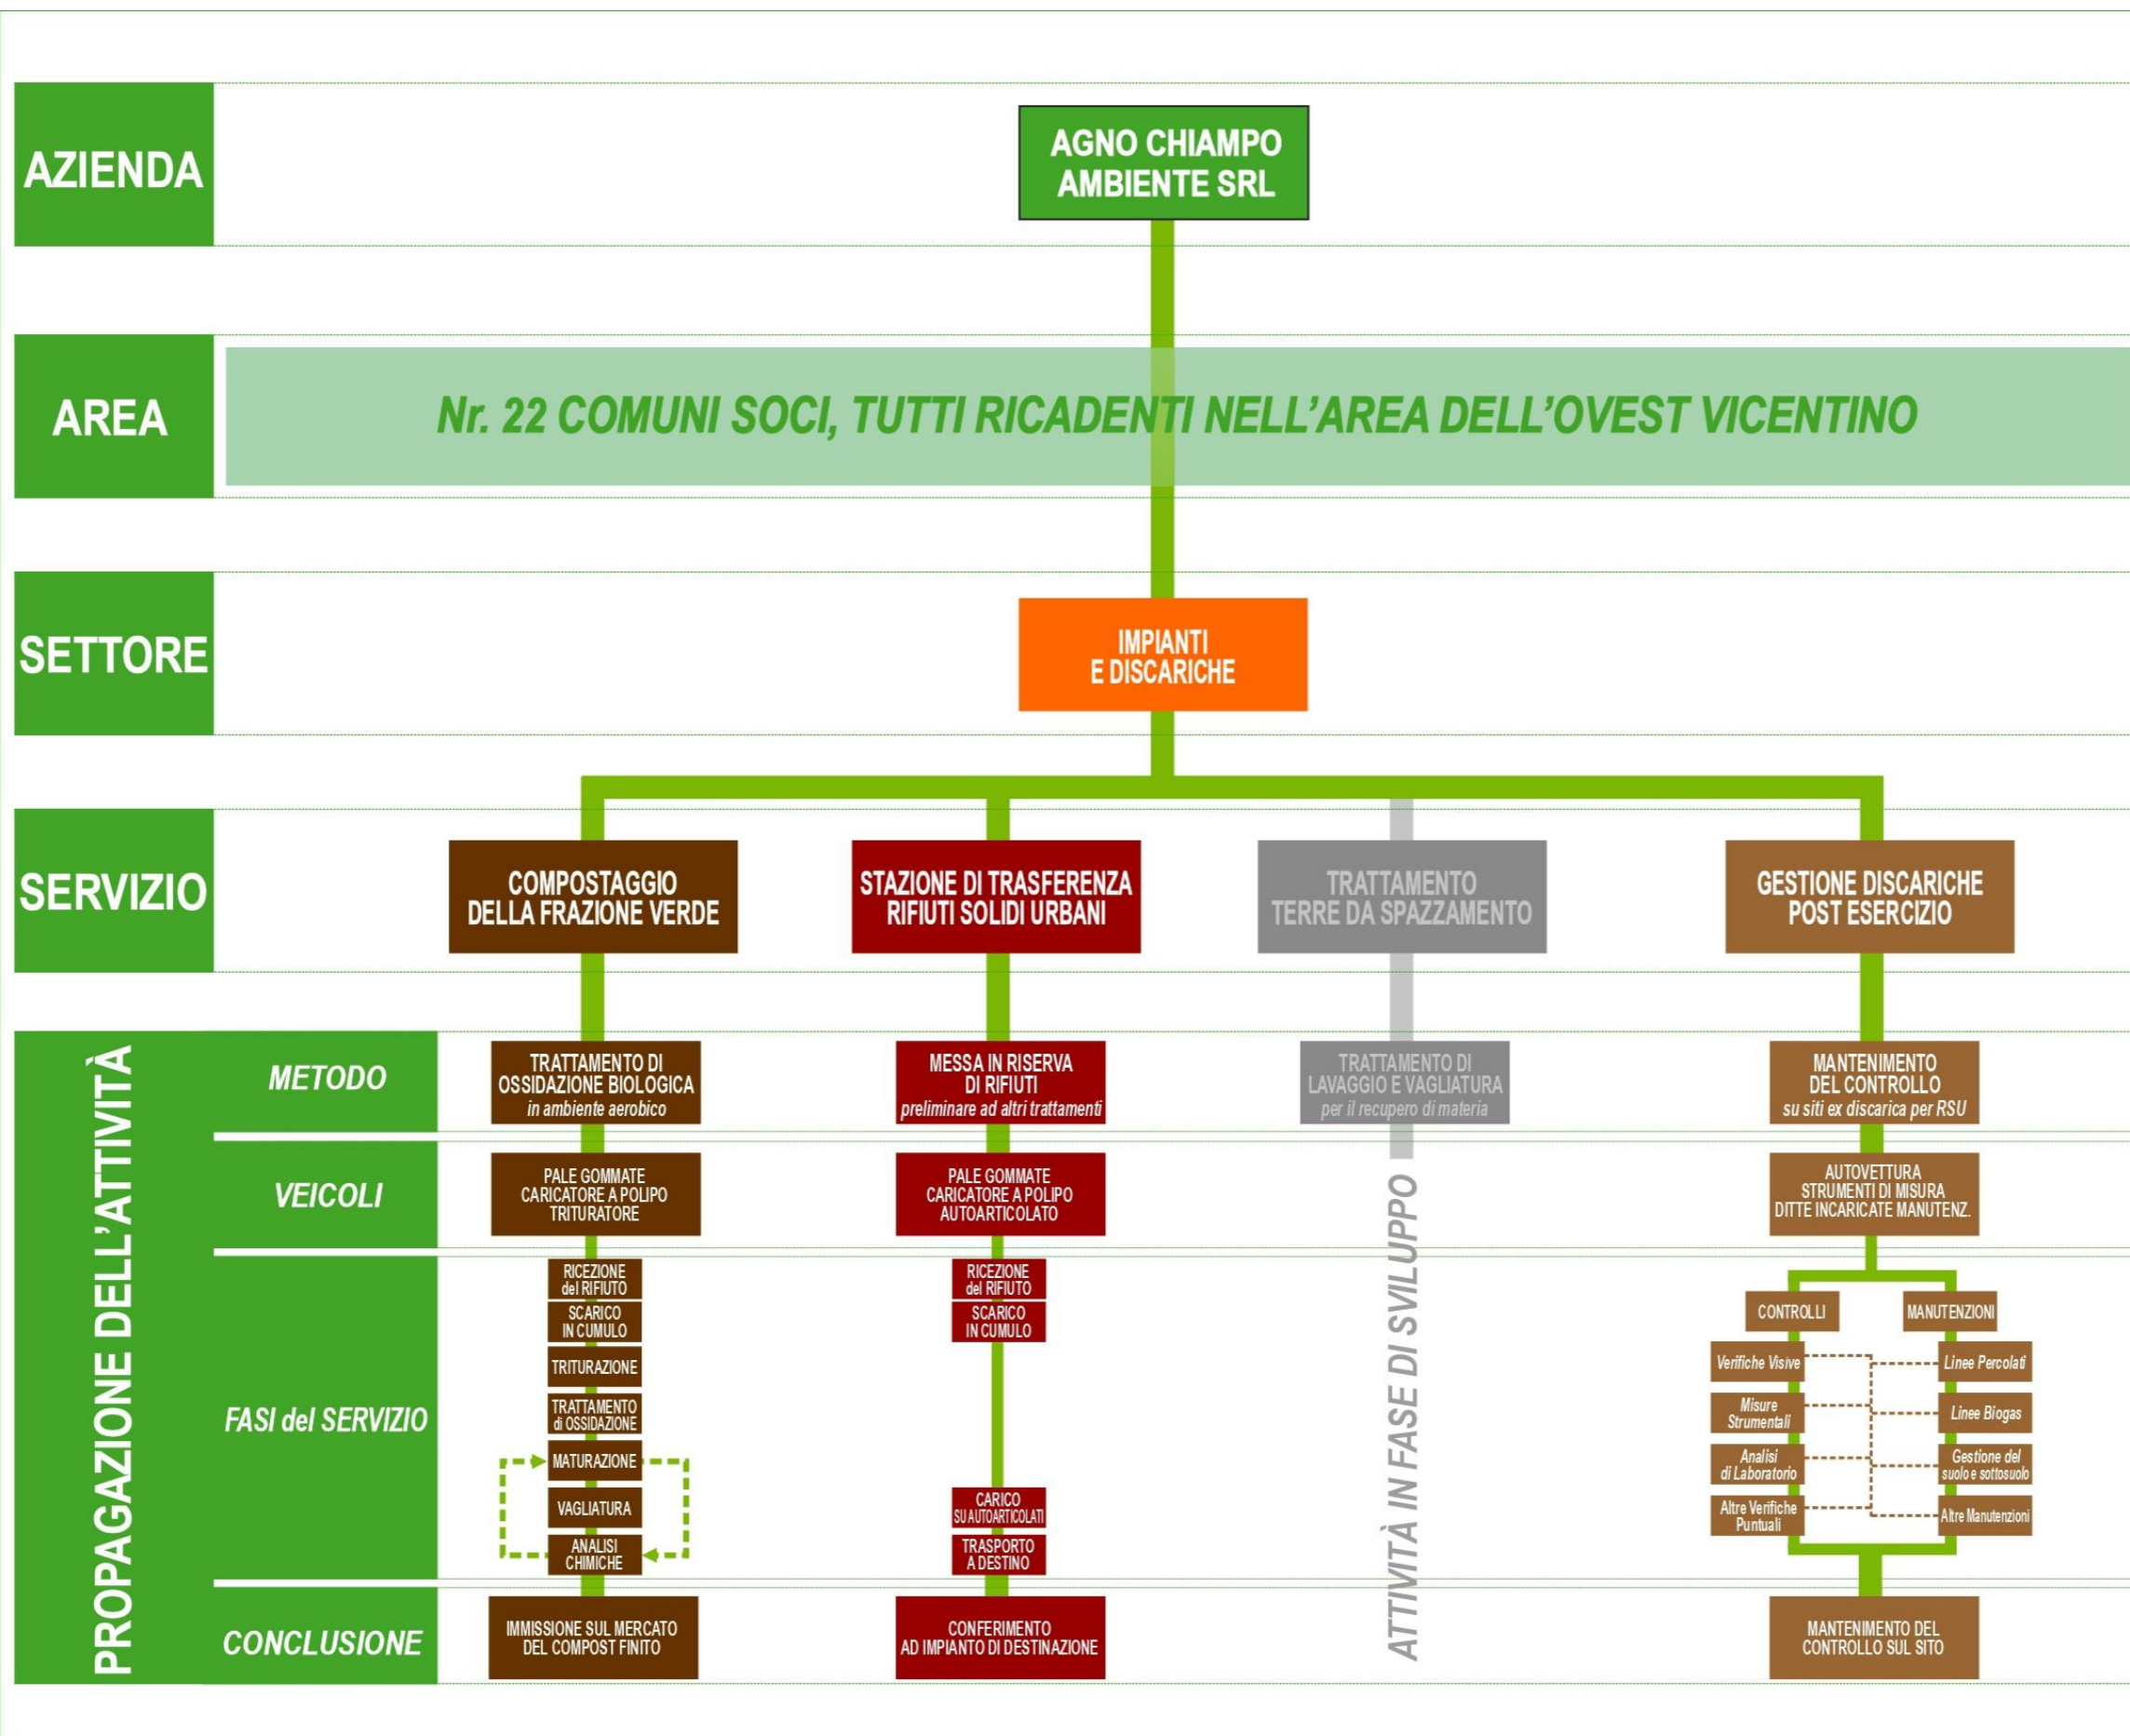 AZIENDA
AGNO CHIAMPO
AMBIENTE SRL
AREA
Nr. 22 COMUNI SOCI, TUTTI RICADENTI NELL'AREA DELL'OVEST VICENTINO
SETTORE
IMPIANTI
E DISCARICHE
SERVIZIO
COMPOSTAGGIO
DELLA FRAZIONE VERDE
STAZIONE DI TRASFERENZA
RIFIUTI SOLIDI URBANI
TRATTAMENTO
TERRE DA SPAZZAMENTO
GESTIONE DISCARICHE
POST ESERCIZIO
PROPAGAZIONE DELL'ATTIVITÀ
METODO
TRATTAMENTO DI
OSSIDAZIONE BIOLOGICA
in ambiente aerobico
MESSA IN RISERVA
DI RIFIUTI
preliminare ad altri trattamenti
TRATTAMENTO DI
LAVAGGIO E VAGLIATURA
per il recupero di materia
MANTENIMENTO
DEL CONTROLLO
su siti ex discarica per RSU
VEICOLI
PALE GOMMATE
CARICATORE A POLIPO
TRITURATORE
PALE GOMMATE
CARICATORE A POLIPO
AUTOARTICOLATO
ATTIVITÀ IN FASE DI SVILUPPO
AUTOVETTURA
STRUMENTI DI MISURA
DITTE INCARICATE MANUTENZ.
FASI del SERVIZIO
RICEZIONE
del RIFIUTO
SCARICO
IN CUMULO
TRITURAZIONE
TRATTAMENTO
di OSSIDAZIONE
MATURAZIONE
VAGLIATURA
ANALISI
CHIMICHE
RICEZIONE
del RIFIUTO
SCARICO
IN CUMULO
CARICO
SU AUTOARTICOLATI
TRASPORTO
A DESTINO
CONTROLLI
Verifiche Visive
Misure
Strumentali
Analisi
di Laboratorio
Altre Verifiche
Puntuali
MANUTENZIONI
Linee Percolati
Linee Biogas
Gestione del
suolo e sottosuolo
Altre Manutenzioni
CONCLUSIONE
IMMISSIONE SUL MERCATO
DEL COMPOST FINITO
CONFERIMENTO
AD IMPIANTO DI DESTINAZIONE
MANTENIMENTO DEL
CONTROLLO SUL SITO